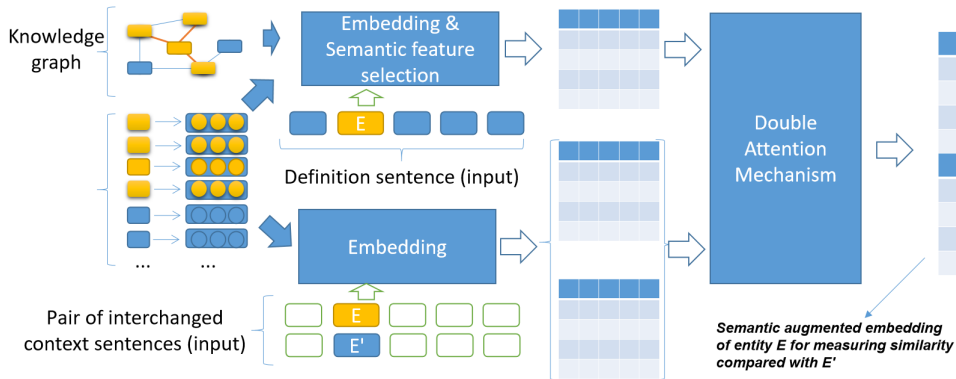 Knowledge
graph
Embedding &
Semantic feature
selection
E
Definition sentence (input)
Double
Attention
Mechanism
Embedding
...
...
Pair of interchanged
context sentences (input)
E
E'
Semantic augmented embedding
of entity E for measuring similarity
compared with E'